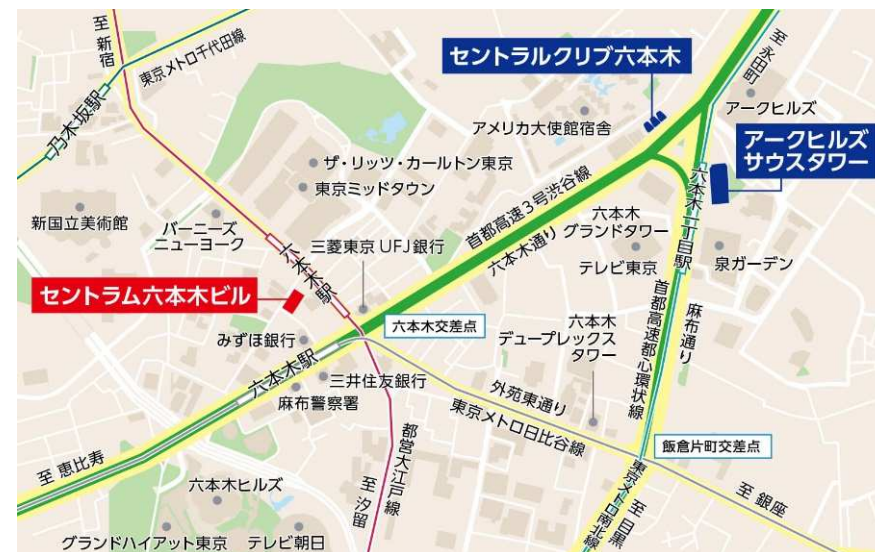 至 新宿
東京メトロ千代田線
乃木坂駅
セントラルクリブ六本木
至 永田町
アークヒルズ
アメリカ大使館宿舎
アークヒルズ
サウスタワー
ザ・リッツ・カールトン東京
東京ミッドタウン
首都高速3号渋谷線
六本木通り
六本木一丁目駅
新国立美術館
バーニーズ
ニューヨーク
六本木駅
三菱東京UFJ銀行
六本木
グランドタワー
テレビ東京
泉ガーデン
セントラム六本木ビル
六本木交差点
六本木
デュープレックス
タワー
首都高速都心環状線
麻布通り
みずほ銀行
六本木駅
三井住友銀行
麻布警察署
外苑東通り
東京メトロ日比谷線
飯倉片町交差点
至 恵比寿
都営大江戸線
至 汐留
六本木ヒルズ
グランドハイアット東京
テレビ朝日
東京メトロ南北線
至 目黒
至 銀座